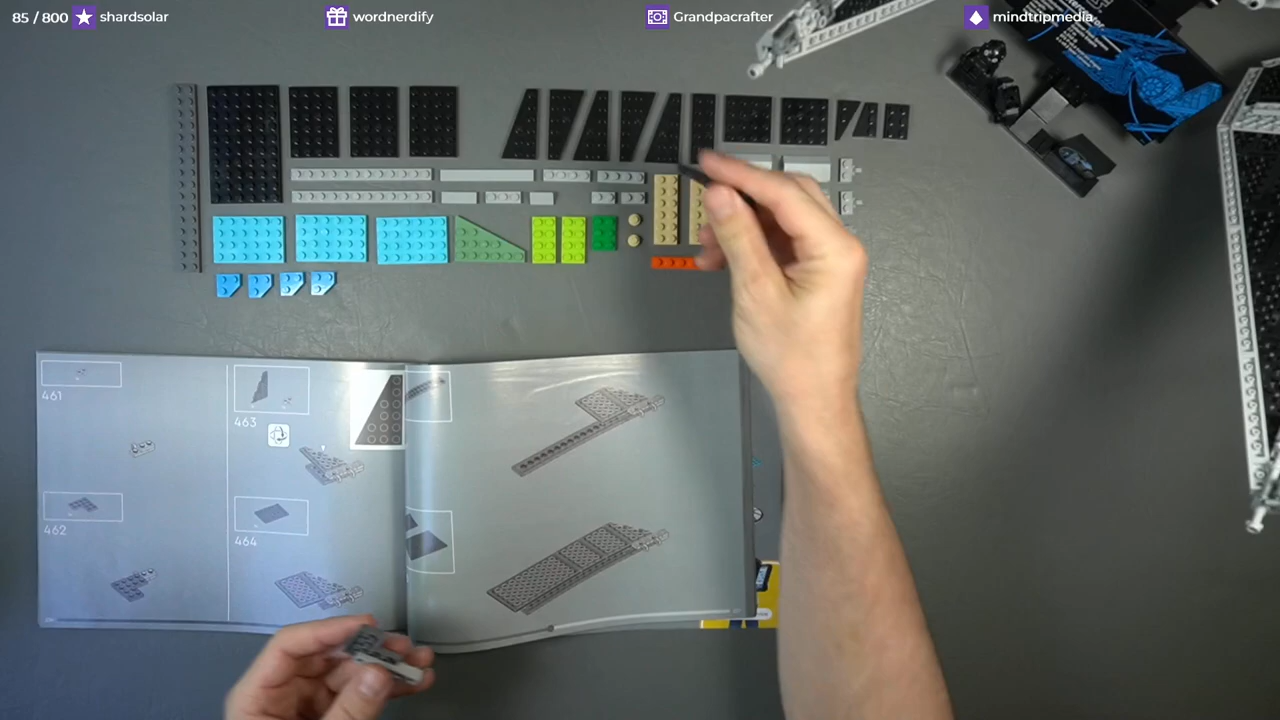 85 / 800 shardsolar
wordnerdify
Grandpacrafter
mindtripmedia
461
463
462
464